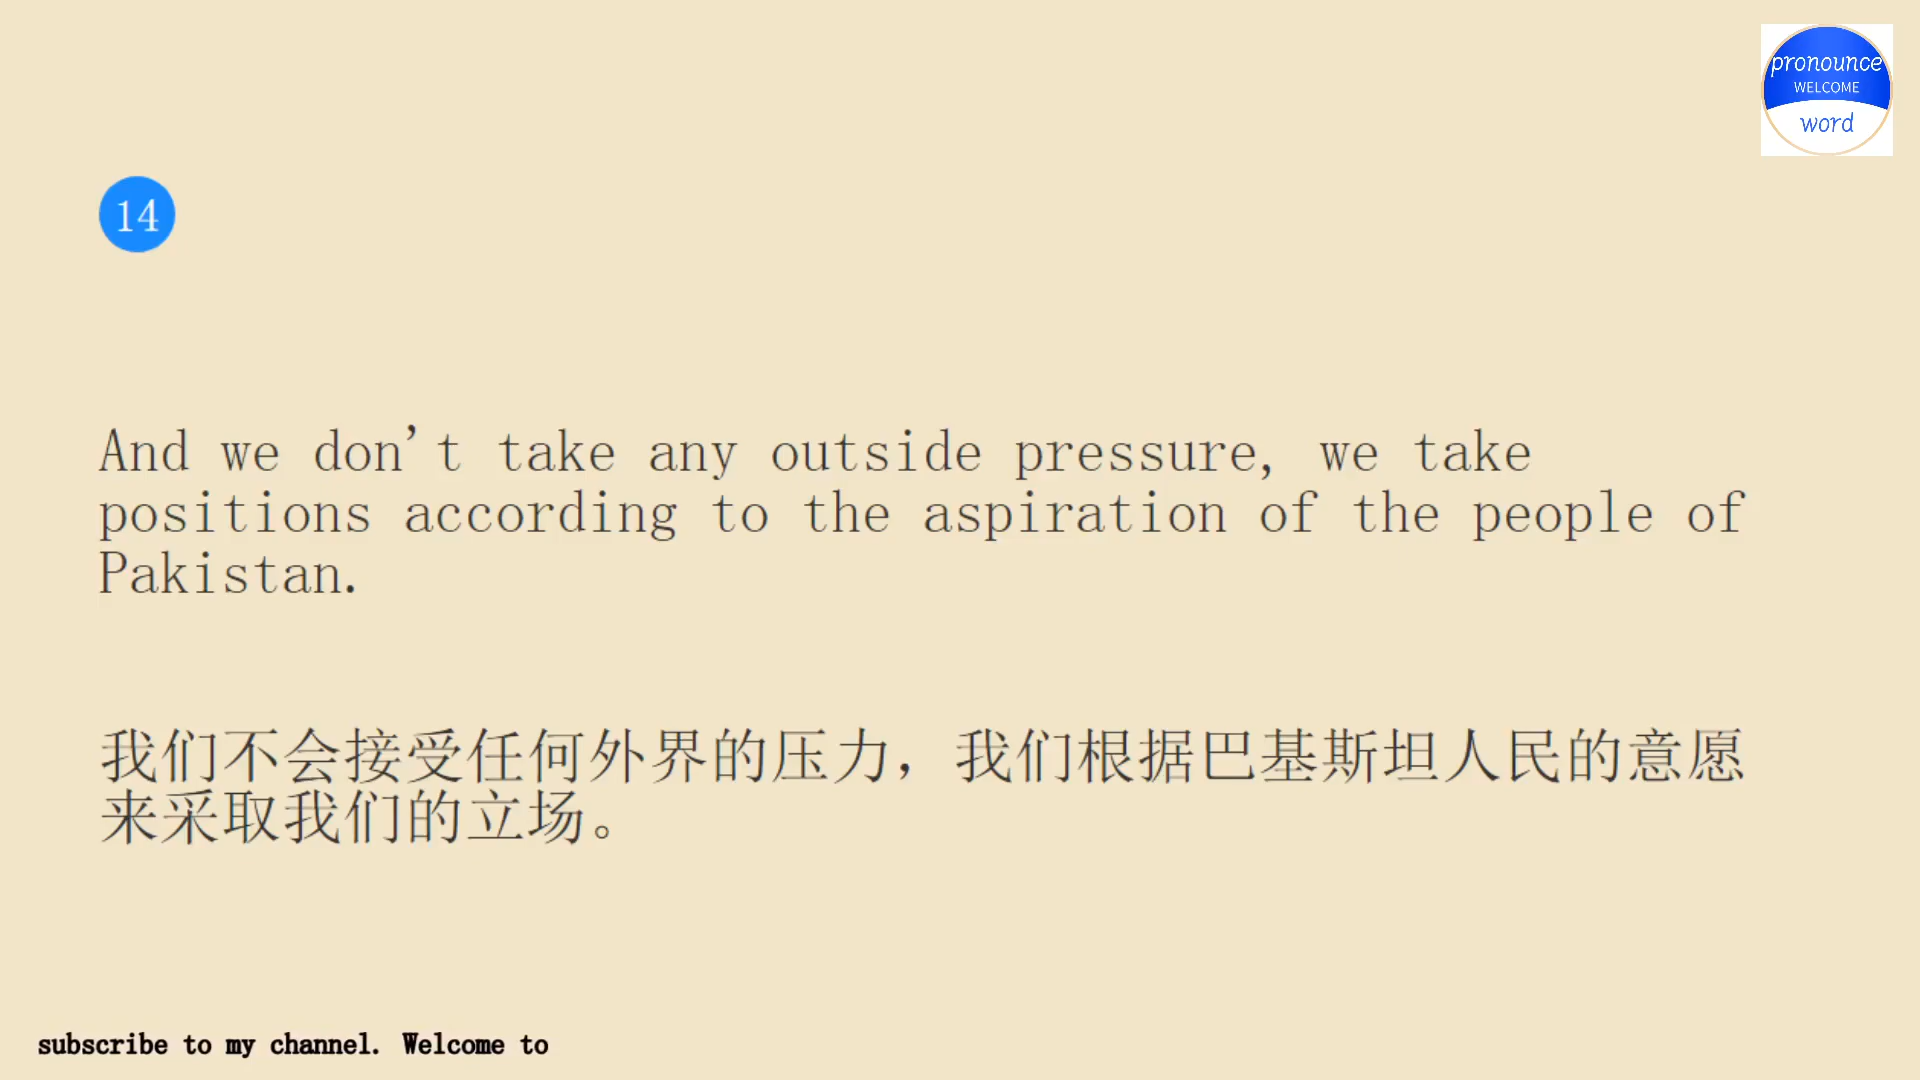 pronounce
WELCOME
word
14
And we don't take any outside pressure, we take
positions according to the aspiration of the people of
Pakistan.
我们不会接受任何外界的压力，我们根据巴基斯坦人民的意愿
来采取我们的立场。
subscribe to my channel. Welcome to